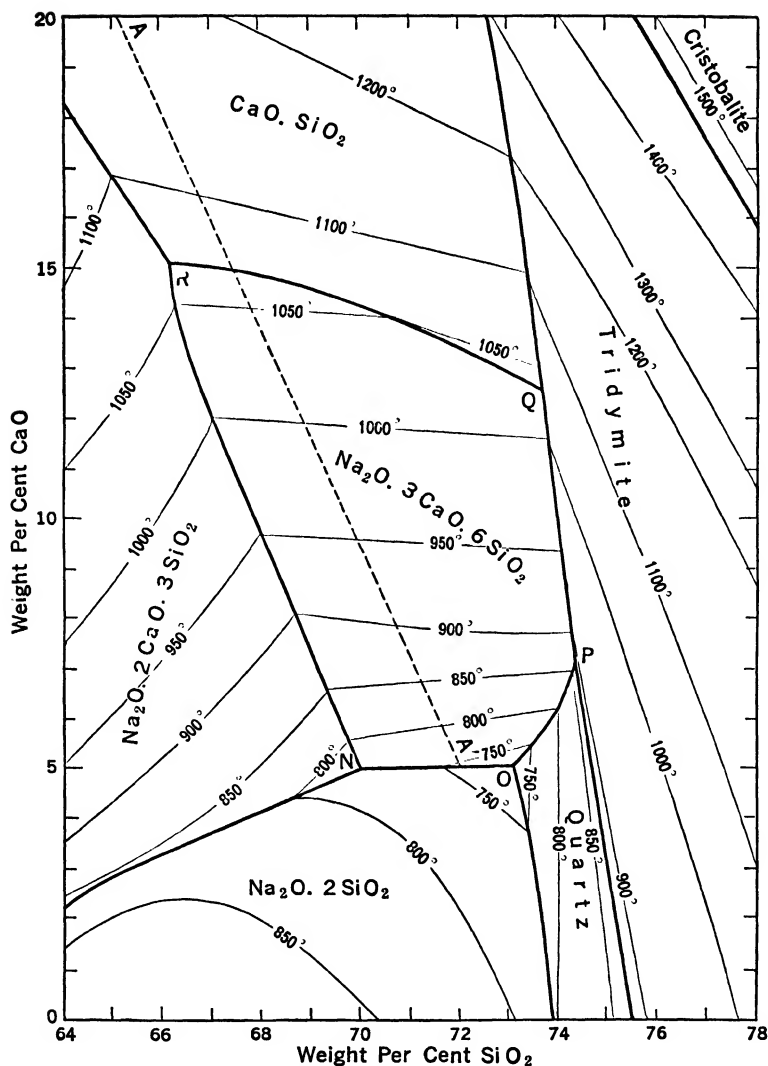 20
A
1200°
CaO. SiO₂
Cristobalite
1500°
1400°
1100°
1100°
15
R
1050°
1050°
1300°
1200°
Tridymite
Q
1050°
1000°
Na₂O. 3CaO. 6SiO₂
10
1000°
950°
1100°
Na₂O. 2CaO. 3SiO₂
950°
900°
P
850°
900°
800°
1000°
A
750°
N
800°
5
O
750°
750°
850°
Quartz
800°
850°
900°
800°
Na₂O. 2SiO₂
850°
0
64
66
68
70
72
74
76
78
Weight Per Cent SiO₂
Weight Per Cent CaO